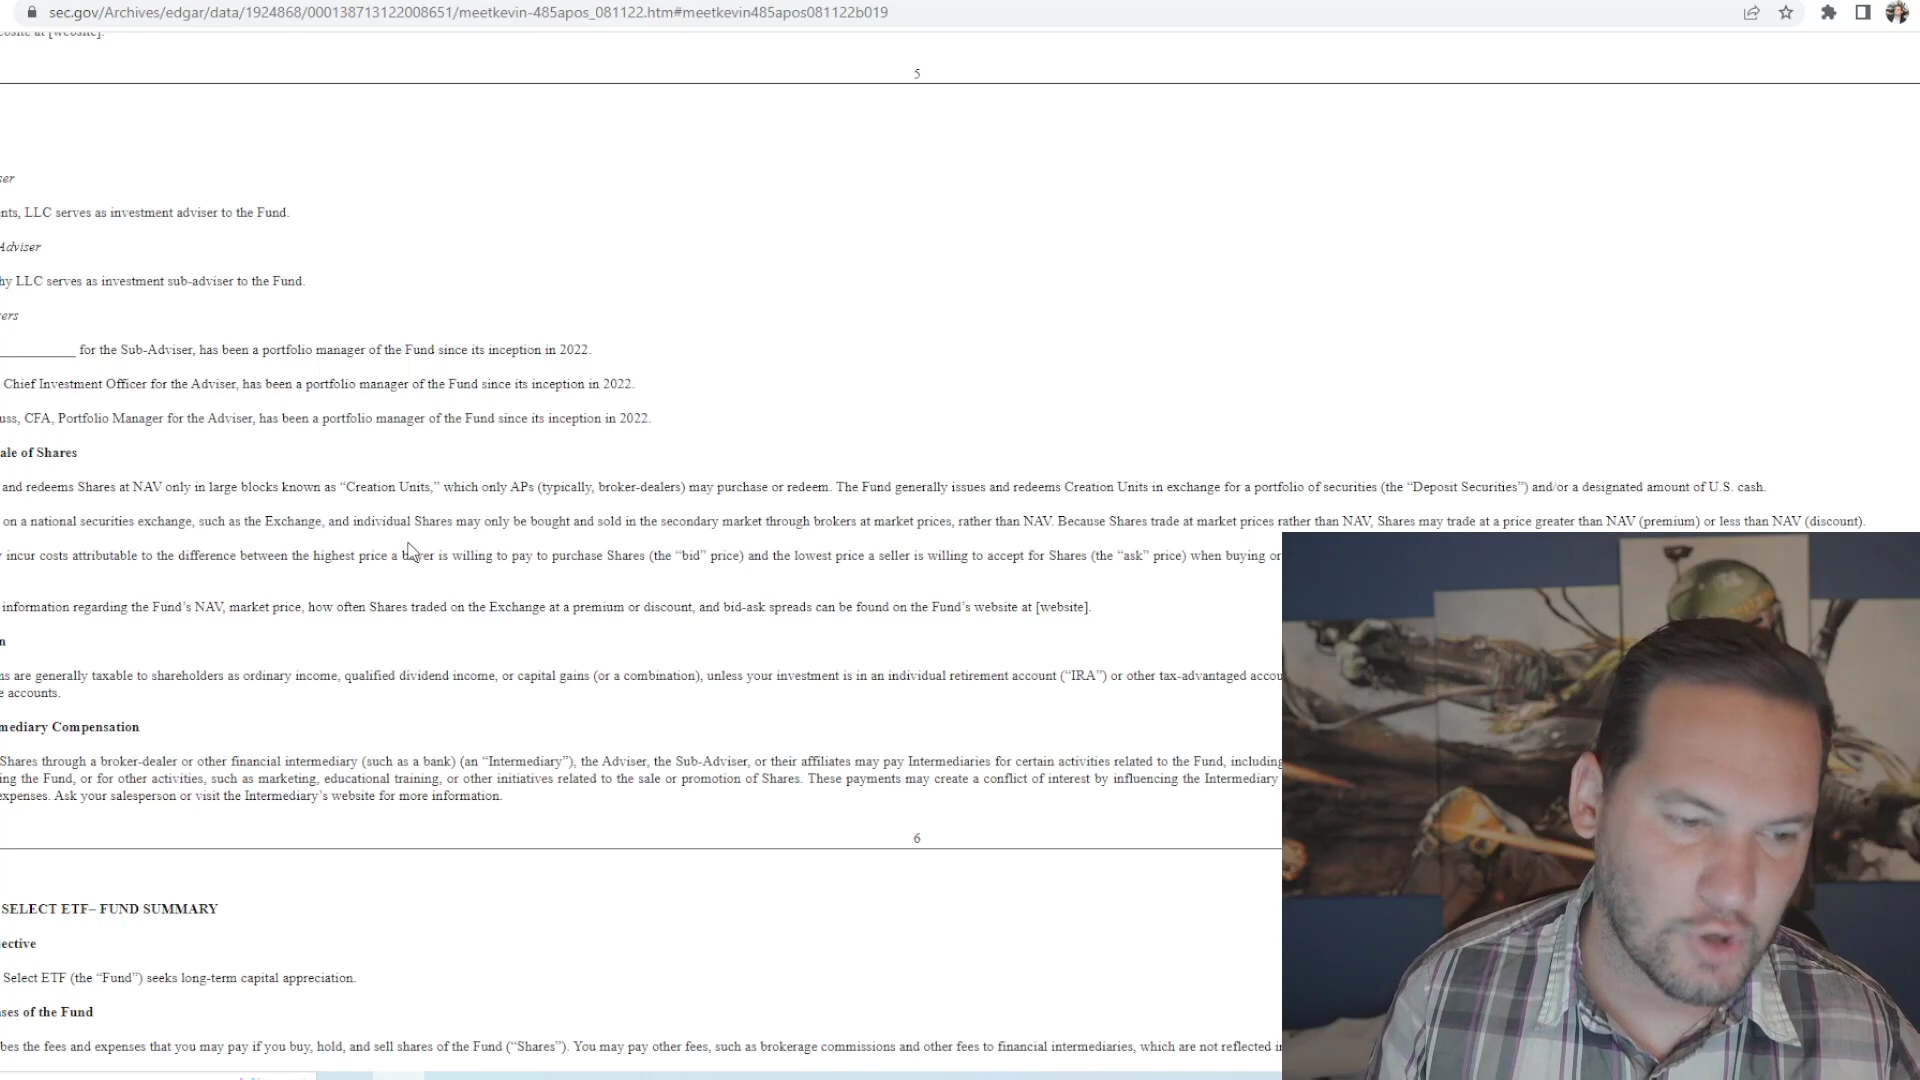 sec.gov/Archives/edgar/data/1924868/000138713122008651/meetkevin-485apos_081122.htm#meetkevin485apos081122b019
[website].
5
ser
nts, LLC serves as investment adviser to the Fund.
Adviser
hy LLC serves as investment sub-adviser to the Fund.
ers
____________ for the Sub-Adviser, has been a portfolio manager of the Fund since its inception in 2022.
Chief Investment Officer for the Adviser, has been a portfolio manager of the Fund since its inception in 2022.
uss, CFA, Portfolio Manager for the Adviser, has been a portfolio manager of the Fund since its inception in 2022.
ale of Shares
and redeems Shares at NAV only in large blocks known as “Creation Units,” which only APs (typically, broker-dealers) may purchase or redeem. The Fund generally issues and redeems Creation Units in exchange for a portfolio of securities (the “Deposit Securities”) and/or a designated amount of U.S. cash.
on a national securities exchange, such as the Exchange, and individual Shares may only be bought and sold in the secondary market through brokers at market prices, rather than NAV. Because Shares trade at market prices rather than NAV, Shares may trade at a price greater than NAV (premium) or less than NAV (discount).
incur costs attributable to the difference between the highest price a buyer is willing to pay to purchase Shares (the “bid” price) and the lowest price a seller is willing to accept for Shares (the “ask” price) when buying or
information regarding the Fund’s NAV, market price, how often Shares traded on the Exchange at a premium or discount, and bid-ask spreads can be found on the Fund’s website at [website].
n
ns are generally taxable to shareholders as ordinary income, qualified dividend income, or capital gains (or a combination), unless your investment is in an individual retirement account (“IRA”) or other tax-advantaged accou
e accounts.
mediary Compensation
Shares through a broker-dealer or other financial intermediary (such as a bank) (an “Intermediary”), the Adviser, the Sub-Adviser, or their affiliates may pay Intermediaries for certain activities related to the Fund, including
ing the Fund, or for other activities, such as marketing, educational training, or other initiatives related to the sale or promotion of Shares. These payments may create a conflict of interest by influencing the Intermediary
expenses. Ask your salesperson or visit the Intermediary’s website for more information.
6
SELECT ETF– FUND SUMMARY
ective
Select ETF (the “Fund”) seeks long-term capital appreciation.
ses of the Fund
bes the fees and expenses that you may pay if you buy, hold, and sell shares of the Fund (“Shares”). You may pay other fees, such as brokerage commissions and other fees to financial intermediaries, which are not reflected i